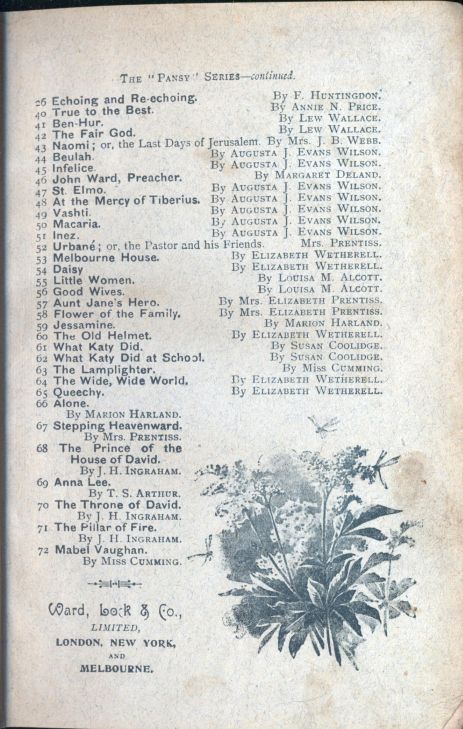 THE "PANSY" SERIES—continued.
26 Echoing and Re-echoing. By F. HUNTINGDON.
40 True to the Best. By ANNIE N. PRICE.
41 Ben-Hur. By LEW WALLACE.
42 The Fair God. By LEW WALLACE.
43 Naomi; or, the Last Days of Jerusalem. By MRS. J. B. WEBB.
44 Beulah. By AUGUSTA J. EVANS WILSON.
45 Infelice. By AUGUSTA J. EVANS WILSON.
46 John Ward, Preacher. By MARGARET DELAND.
47 St. Elmo. By AUGUSTA J. EVANS WILSON.
48 At the Mercy of Tiberius. By AUGUSTA J. EVANS WILSON.
49 Vashti. By AUGUSTA J. EVANS WILSON.
50 Macaria. By AUGUSTA J. EVANS WILSON.
51 Inez. By AUGUSTA J. EVANS WILSON.
52 Urbané; or, the Pastor and his Friends. MRS. PRENTISS.
53 Melbourne House. By ELIZABETH WETHERELL.
54 Daisy By ELIZABETH WETHERELL.
55 Little Women. By LOUISA M. ALCOTT.
56 Good Wives. By LOUISA M. ALCOTT.
57 Aunt Jane's Hero. By MRS. ELIZABETH PRENTISS.
58 Flower of the Family. By MRS. ELIZABETH PRENTISS.
59 Jessamine. By MARION HARLAND.
60 The Old Helmet. By ELIZABETH WETHERELL.
61 What Katy Did. By SUSAN COOLIDGE.
62 What Katy Did at School. By SUSAN COOLIDGE.
63 The Lamplighter. By MISS CUMMING.
64 The Wide, Wide World. By ELIZABETH WETHERELL.
65 Queechy. By ELIZABETH WETHERELL.
66 Alone.
By MARION HARLAND.
67 Stepping Heavenward.
By MRS. PRENTISS.
68 The Prince of the
House of David.
By J. H. INGRAHAM.
69 Anna Lee.
By T. S. ARTHUR.
70 The Throne of David.
By J. H. INGRAHAM.
71 The Pillar of Fire.
By J. H. INGRAHAM.
72 Mabel Vaughan.
By MISS CUMMING.
Ward, Lock & Co.,
LIMITED,
LONDON, NEW YORK,
AND
MELBOURNE.